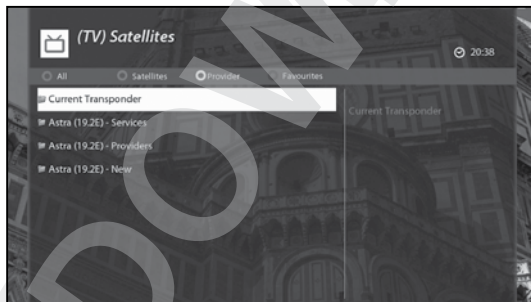 (TV) Satellites
20:38
All Satellites Provider Favourites
Current Transponder
Current Transponder
Astra (19.2E) - Services
Astra (19.2E) - Providers
Astra (19.2E) - New